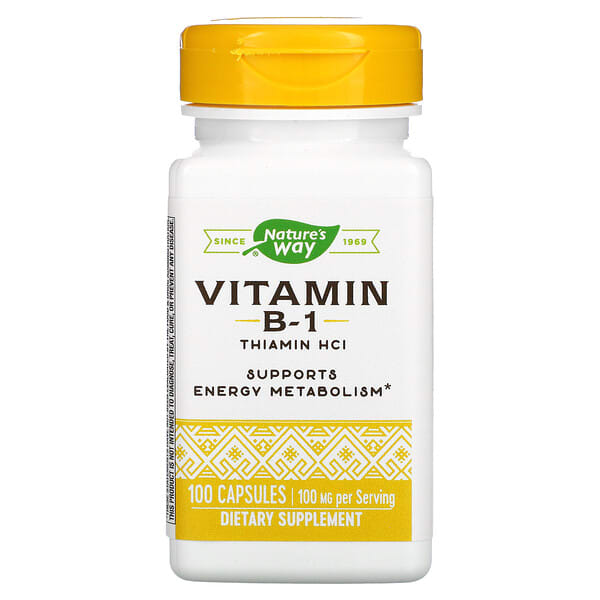 SINCE Nature's Way ® 1969
VITAMIN
B-1
THIAMIN HCl
SUPPORTS
ENERGY METABOLISM*
100 CAPSULES | 100 MG per Serving
DIETARY SUPPLEMENT
THIS PRODUCT IS NOT INTENDED TO DIAGNOSE, TREAT, CURE, OR PREVENT ANY DISEASE.